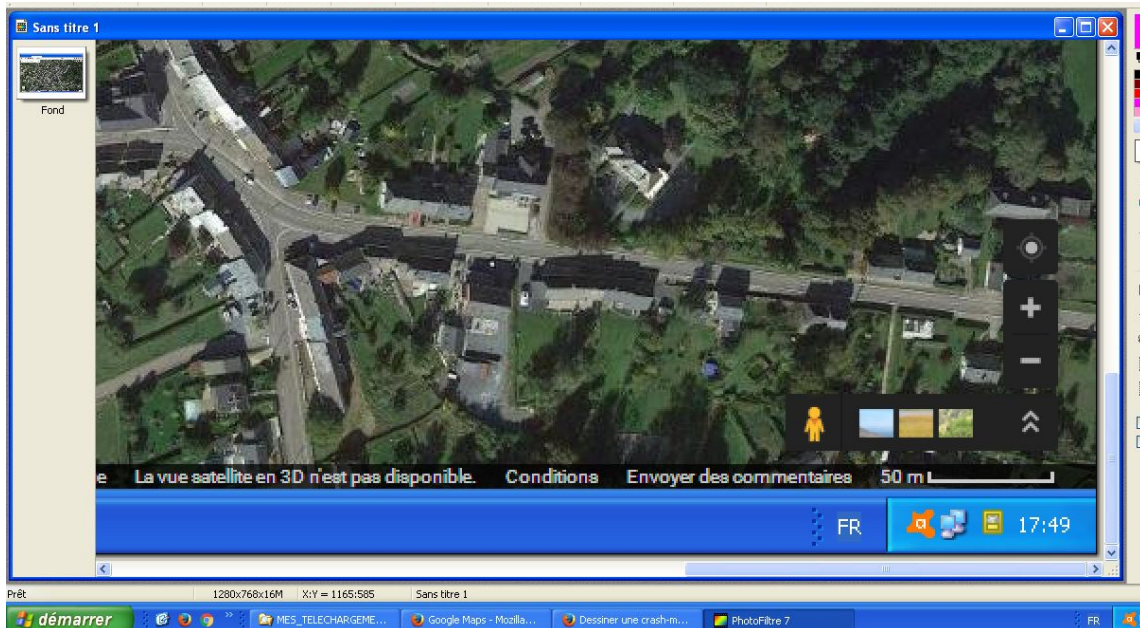 Sans titre 1
Fond
e La vue satellite en 3D n'est pas disponible. Conditions Envoyer des commentaires 50 m
FR 17:49
Prêt 1280x768x16M X:Y = 1165:585 Sans titre 1
démarrer » MES_TELECHARGEME... Google Maps - Mozilla... Dessiner une crash-m... PhotoFiltre 7 FR